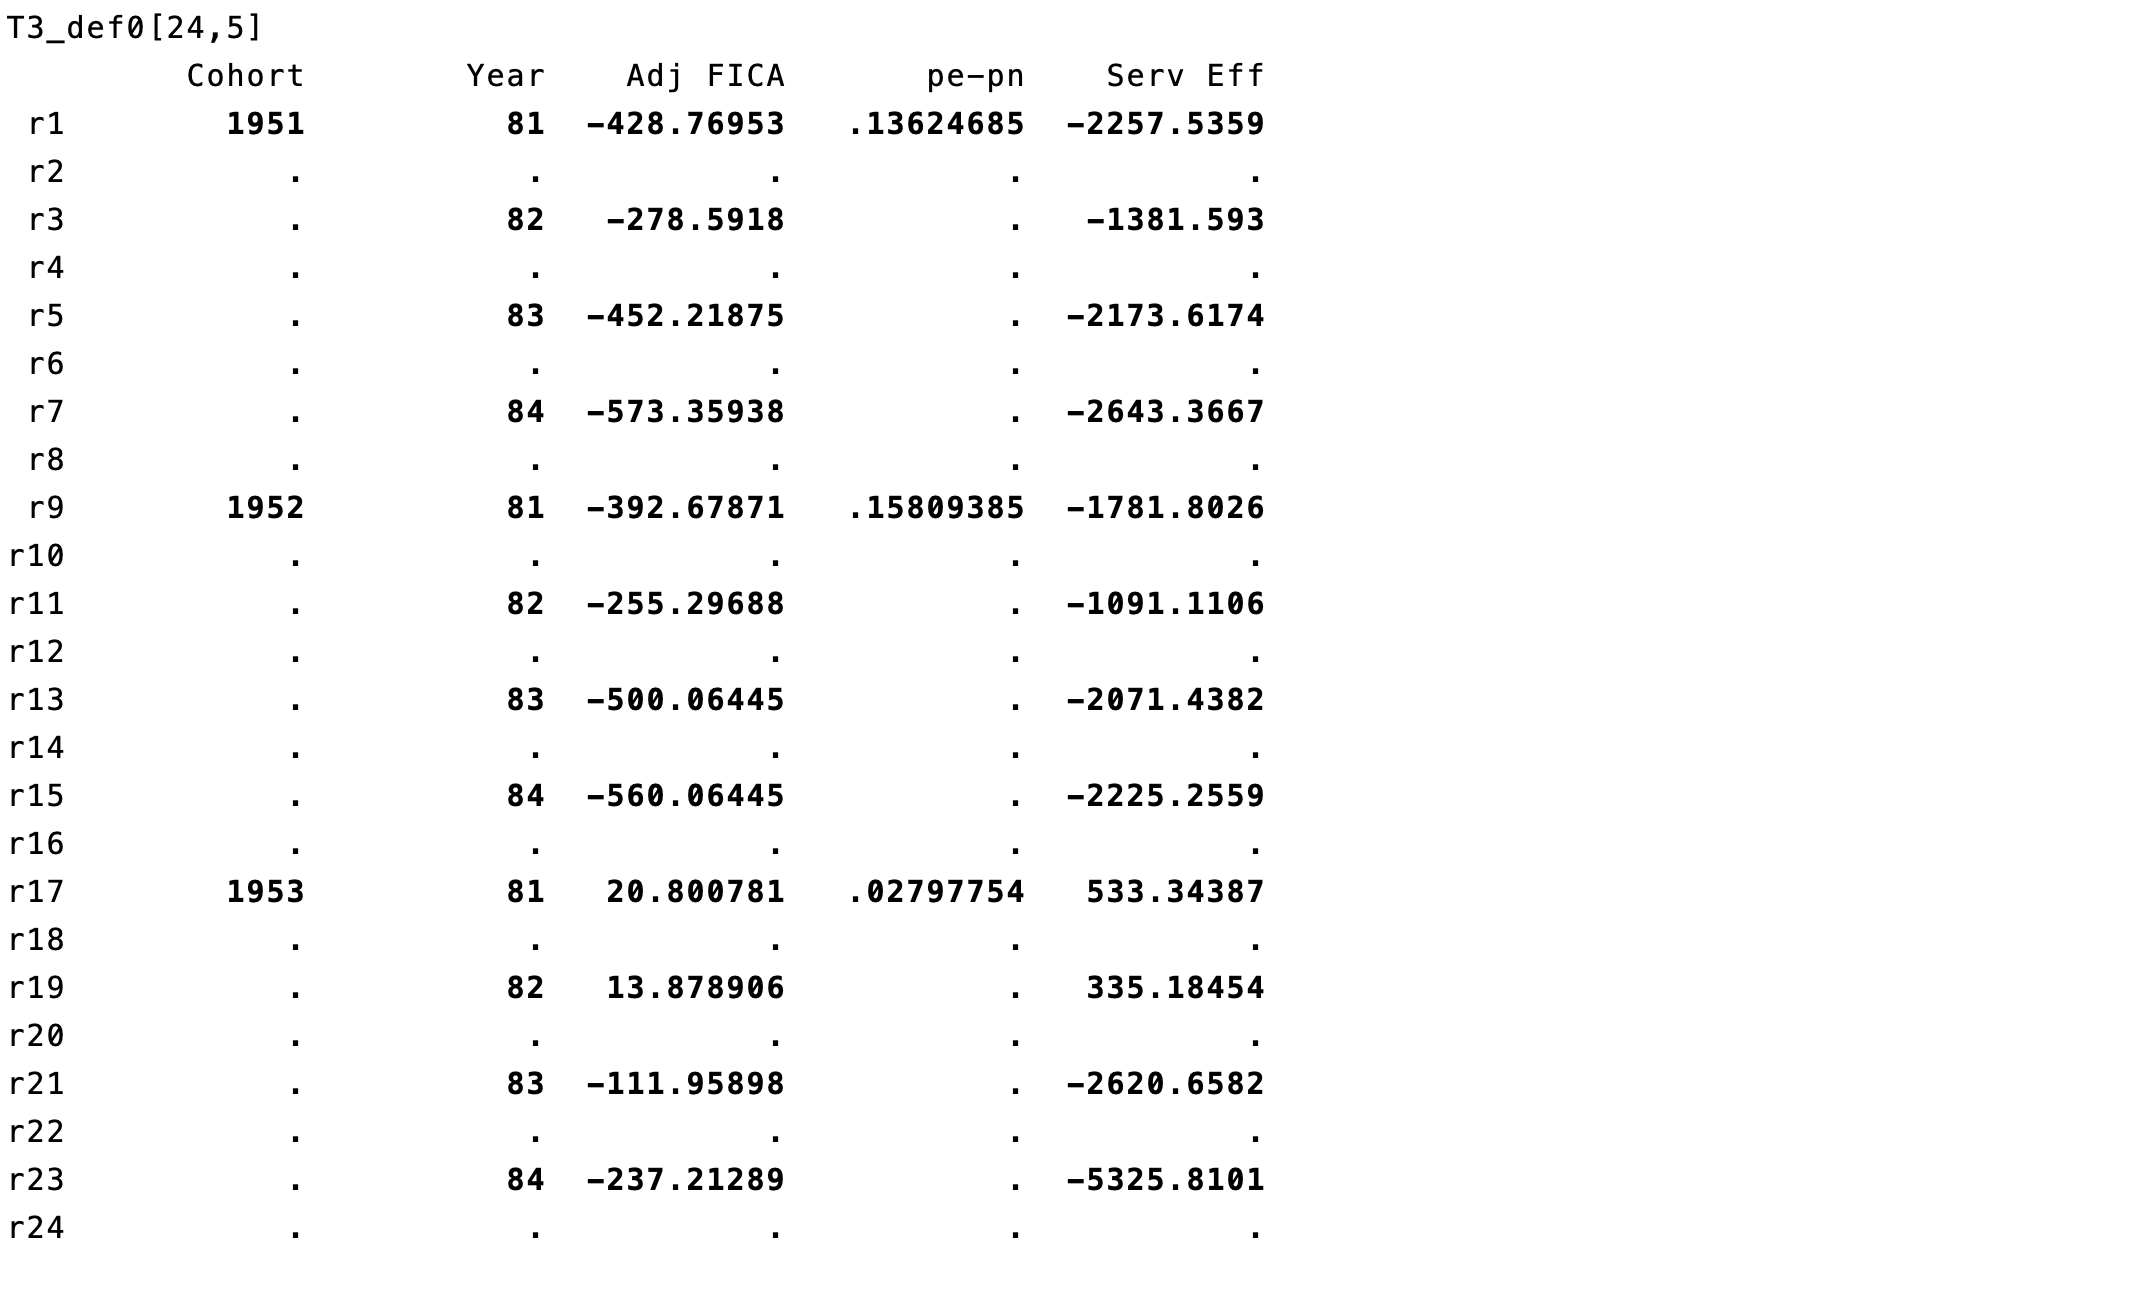 T3_def0[24,5]
Cohort Year Adj FICA pe-pn Serv Eff
r1 1951 81 -428.76953 .13624685 -2257.5359
r2 . . . . .
r3 . 82 -278.5918 . -1381.593
r4 . . . . .
r5 . 83 -452.21875 . -2173.6174
r6 . . . . .
r7 . 84 -573.35938 . -2643.3667
r8 . . . . .
r9 1952 81 -392.67871 .15809385 -1781.8026
r10 . . . . .
r11 . 82 -255.29688 . -1091.1106
r12 . . . . .
r13 . 83 -500.06445 . -2071.4382
r14 . . . . .
r15 . 84 -560.06445 . -2225.2559
r16 . . . . .
r17 1953 81 20.800781 .02797754 533.34387
r18 . . . . .
r19 . 82 13.878906 . 335.18454
r20 . . . . .
r21 . 83 -111.95898 . -2620.6582
r22 . . . . .
r23 . 84 -237.21289 . -5325.8101
r24 . . . . .